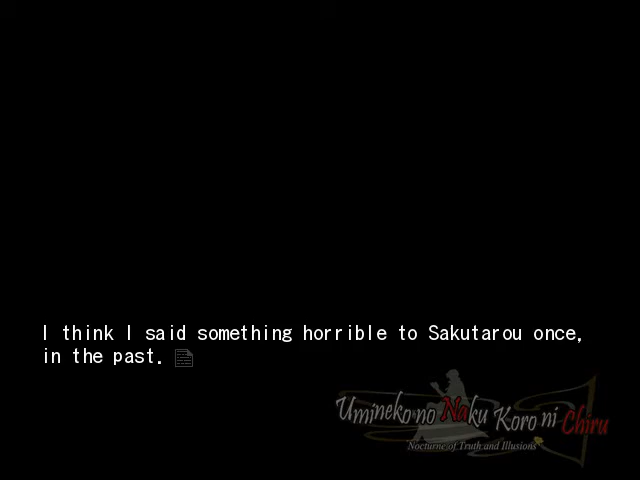 I think I said something horrible to Sakutarou once,
in the past.
Umineko no Naku Koro ni Chiru
Nocturne of Truth and Illusions